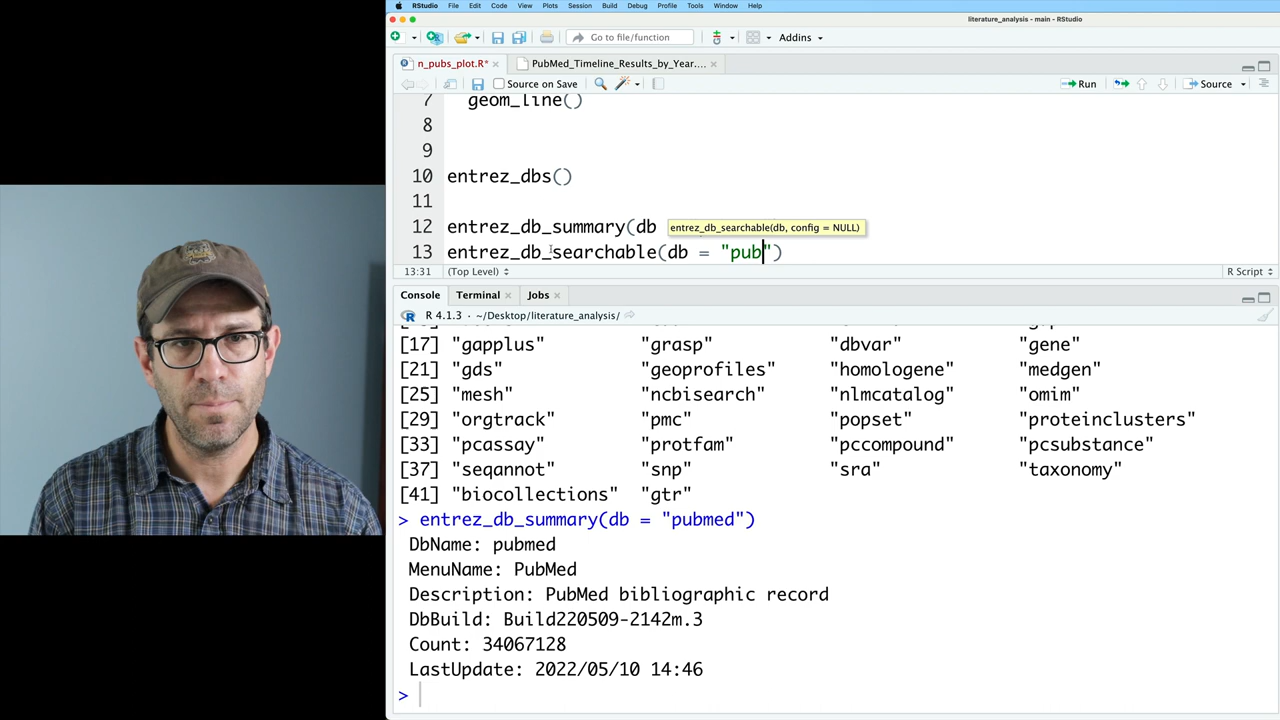 RStudio File Edit Code View Plots Session Build Debug Profile Tools Window Help
literature_analysis - main - RStudio
Go to file/function Addins
n_pubs_plot.R* PubMed_Timeline_Results_by_Year....
Source on Save Run Source
7 geom_line()
8
9
10 entrez_dbs()
11
12 entrez_db_summary(db entrez_db_searchable(db, config = NULL)
13 entrez_db_searchable(db = "pub")
13:31 (Top Level) R Script
Console Terminal Jobs
R 4.1.3 · ~/Desktop/literature_analysis/
[17] "gapplus" "grasp" "dbvar" "gene"
[21] "gds" "geoprofiles" "homologene" "medgen"
[25] "mesh" "ncbisearch" "nlmcatalog" "omim"
[29] "orgtrack" "pmc" "popset" "proteinclusters"
[33] "pcassay" "protfam" "pccompound" "pcsubstance"
[37] "seqannot" "snp" "sra" "taxonomy"
[41] "biocollections" "gtr"
> entrez_db_summary(db = "pubmed")
DbName: pubmed
MenuName: PubMed
Description: PubMed bibliographic record
DbBuild: Build220509-2142m.3
Count: 34067128
LastUpdate: 2022/05/10 14:46
>